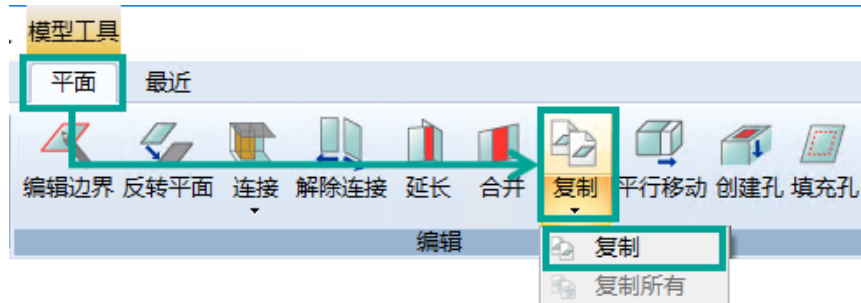 模型工具
平面 最近
编辑边界 反转平面 连接 解除连接 延长 合并 复制 平行移动 创建孔 填充孔
编辑
复制
复制所有